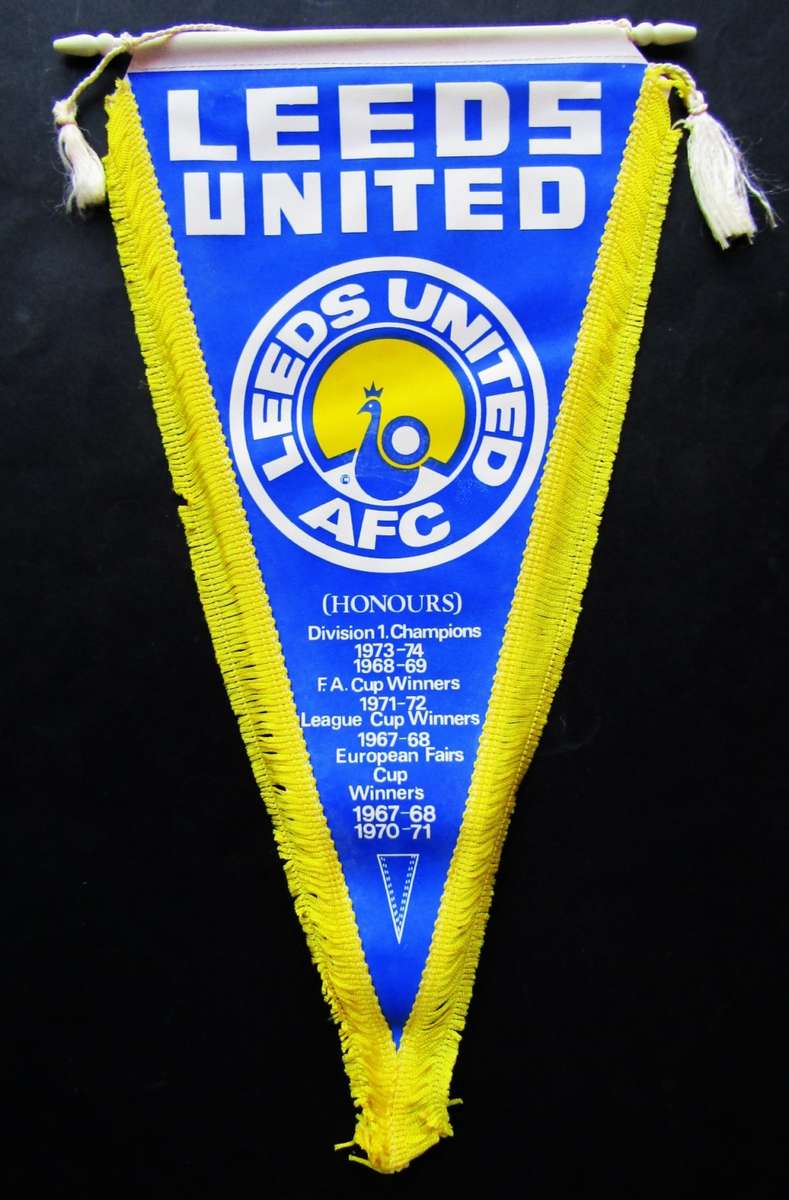 LEEDS
UNITED
LEEDS UNITED
AFC
(HONOURS)
Division 1. Champions
1973-74
1968-69
F.A. Cup Winners
1971-72
League Cup Winners
1967-68
European Fairs
Cup
Winners
1967-68
1970-71